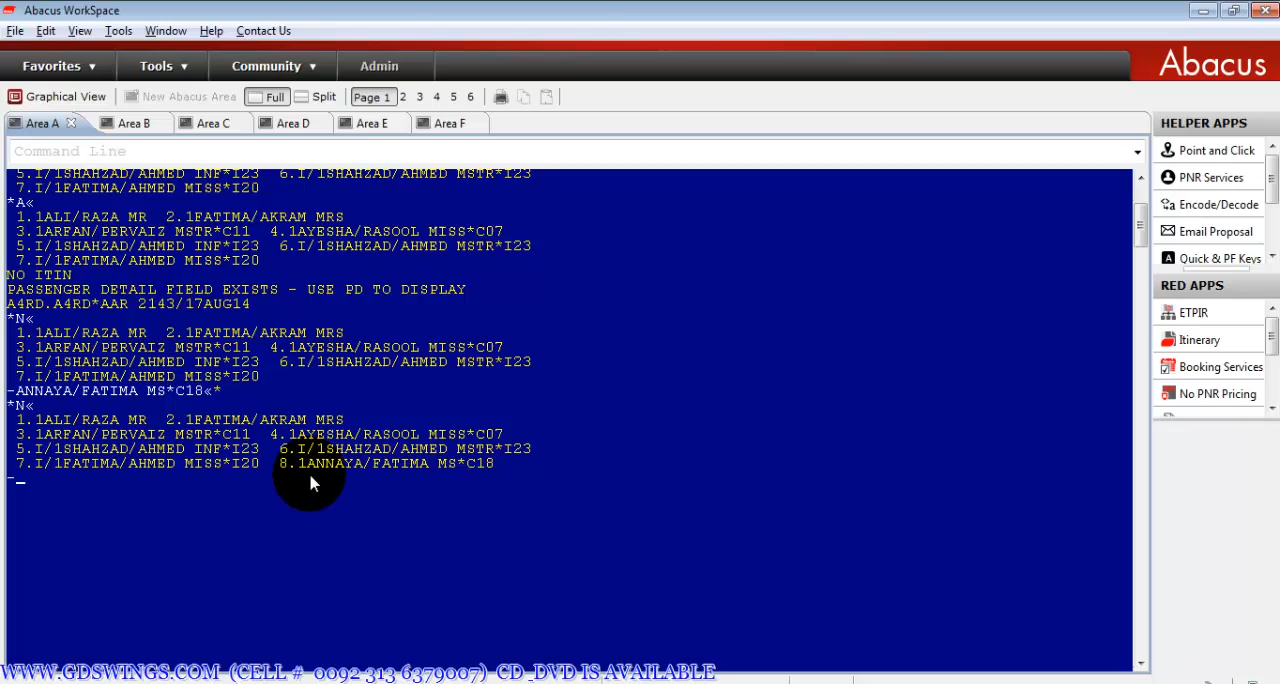 Abacus WorkSpace
File Edit View Tools Window Help Contact Us
Favorites ▼ Tools ▼ Community ▼ Admin Abacus
Graphical View New Abacus Area Full Split Page 1 2 3 4 5 6
Area A Area B Area C Area D Area E Area F
Command Line
5.I/1SHAHZAD/AHMED INF*I23 6.I/1SHAHZAD/AHMED MSTR*I23
7.I/1FATIMA/AHMED MISS*I20
*A«
1.1ALI/RAZA MR 2.1FATIMA/AKRAM MRS
3.1ARFAN/PERVAIZ MSTR*C11 4.1AYESHA/RASOOL MISS*C07
5.I/1SHAHZAD/AHMED INF*I23 6.I/1SHAHZAD/AHMED MSTR*I23
7.I/1FATIMA/AHMED MISS*I20
NO ITIN
PASSENGER DETAIL FIELD EXISTS - USE PD TO DISPLAY
A4RD.A4RD*AAR 2143/17AUG14
*N«
1.1ALI/RAZA MR 2.1FATIMA/AKRAM MRS
3.1ARFAN/PERVAIZ MSTR*C11 4.1AYESHA/RASOOL MISS*C07
5.I/1SHAHZAD/AHMED INF*I23 6.I/1SHAHZAD/AHMED MSTR*I23
7.I/1FATIMA/AHMED MISS*I20
-ANNAYA/FATIMA MS*C18«*
*N«
1.1ALI/RAZA MR 2.1FATIMA/AKRAM MRS
3.1ARFAN/PERVAIZ MSTR*C11 4.1AYESHA/RASOOL MISS*C07
5.I/1SHAHZAD/AHMED INF*I23 6.I/1SHAHZAD/AHMED MSTR*I23
7.I/1FATIMA/AHMED MISS*I20 8.1ANNAYA/FATIMA MS*C18
-_
HELPER APPS
Point and Click
PNR Services
Encode/Decode
Email Proposal
Quick & PF Keys
RED APPS
ETPIR
Itinerary
Booking Services
No PNR Pricing
WWW.GDSWINGS.COM (CELL # 0092 313 6379007) CD_DVD IS AVAILABLE